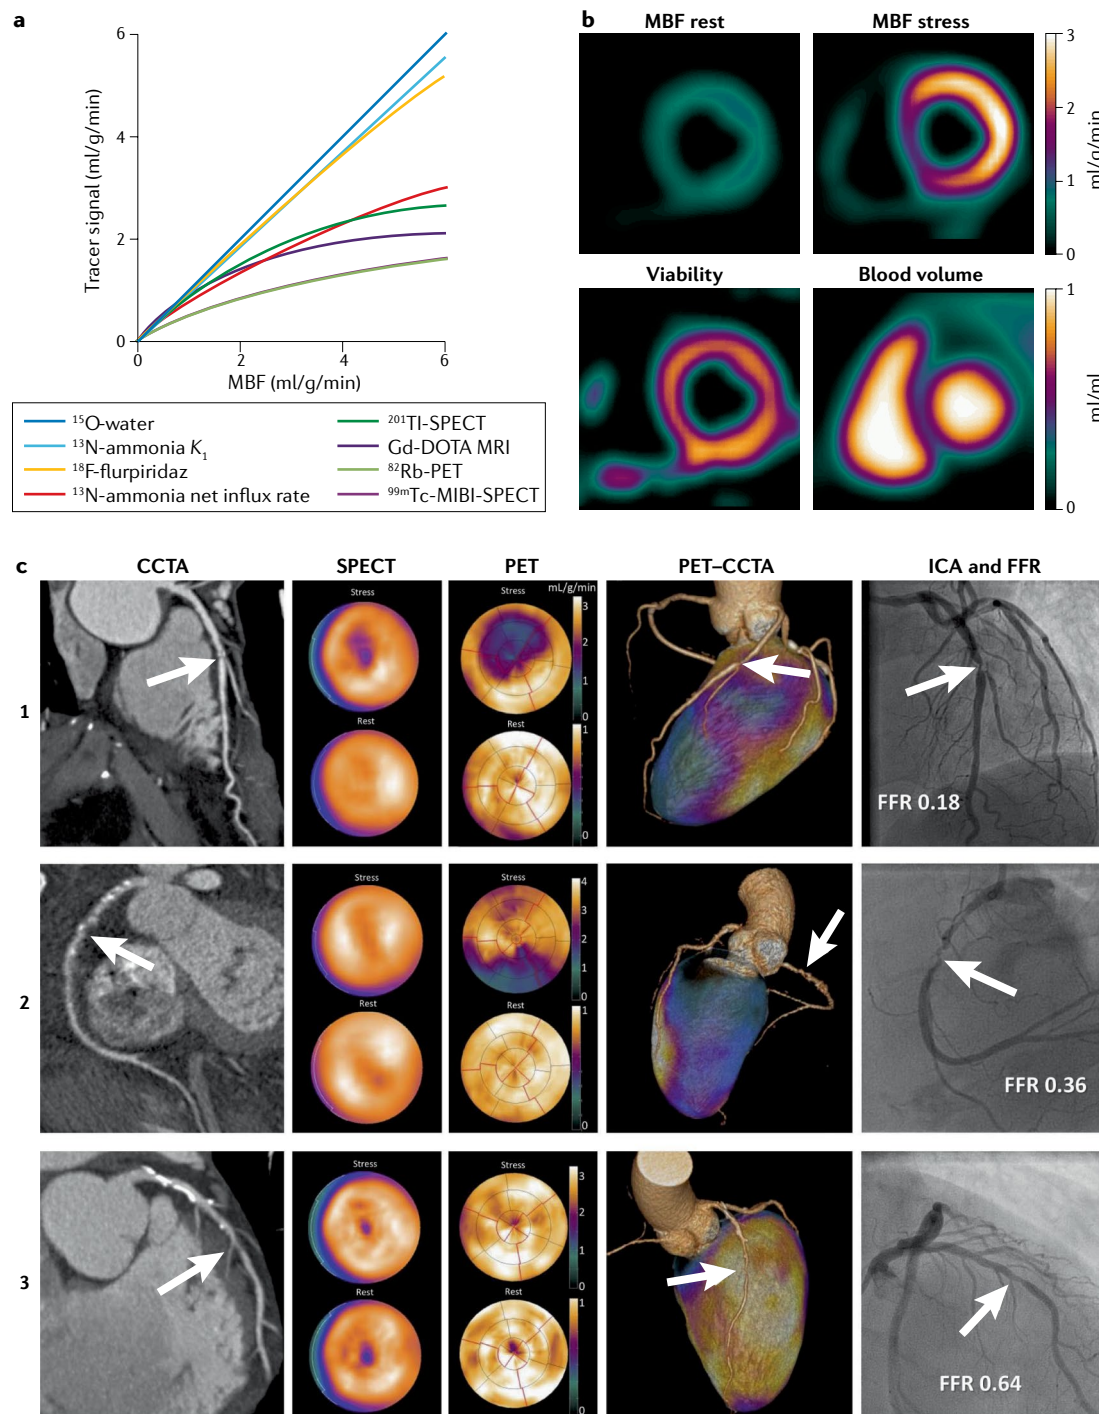 a
6
4
2
0
0
2
4
6
Tracer signal (ml/g/min)
MBF (ml/g/min)
¹⁵O-water
¹³N-ammonia K₁
¹⁸F-flurpiridaz
¹³N-ammonia net influx rate
²⁰¹Tl-SPECT
Gd-DOTA MRI
⁸²Rb-PET
⁹⁹ᵐTc-MIBI-SPECT
b
MBF rest
MBF stress
3
2
1
0
ml/g/min
Viability
Blood volume
1
0
ml/ml
c
CCTA
SPECT
PET
PET–CCTA
ICA and FFR
1
Stress
Rest
Stress
mL/g/min
3
2
1
0
Rest
1
0
FFR 0.18
2
Stress
Rest
Stress
4
3
2
1
0
Rest
1
0
FFR 0.36
3
Stress
Rest
Stress
3
2
1
0
Rest
1
0
FFR 0.64